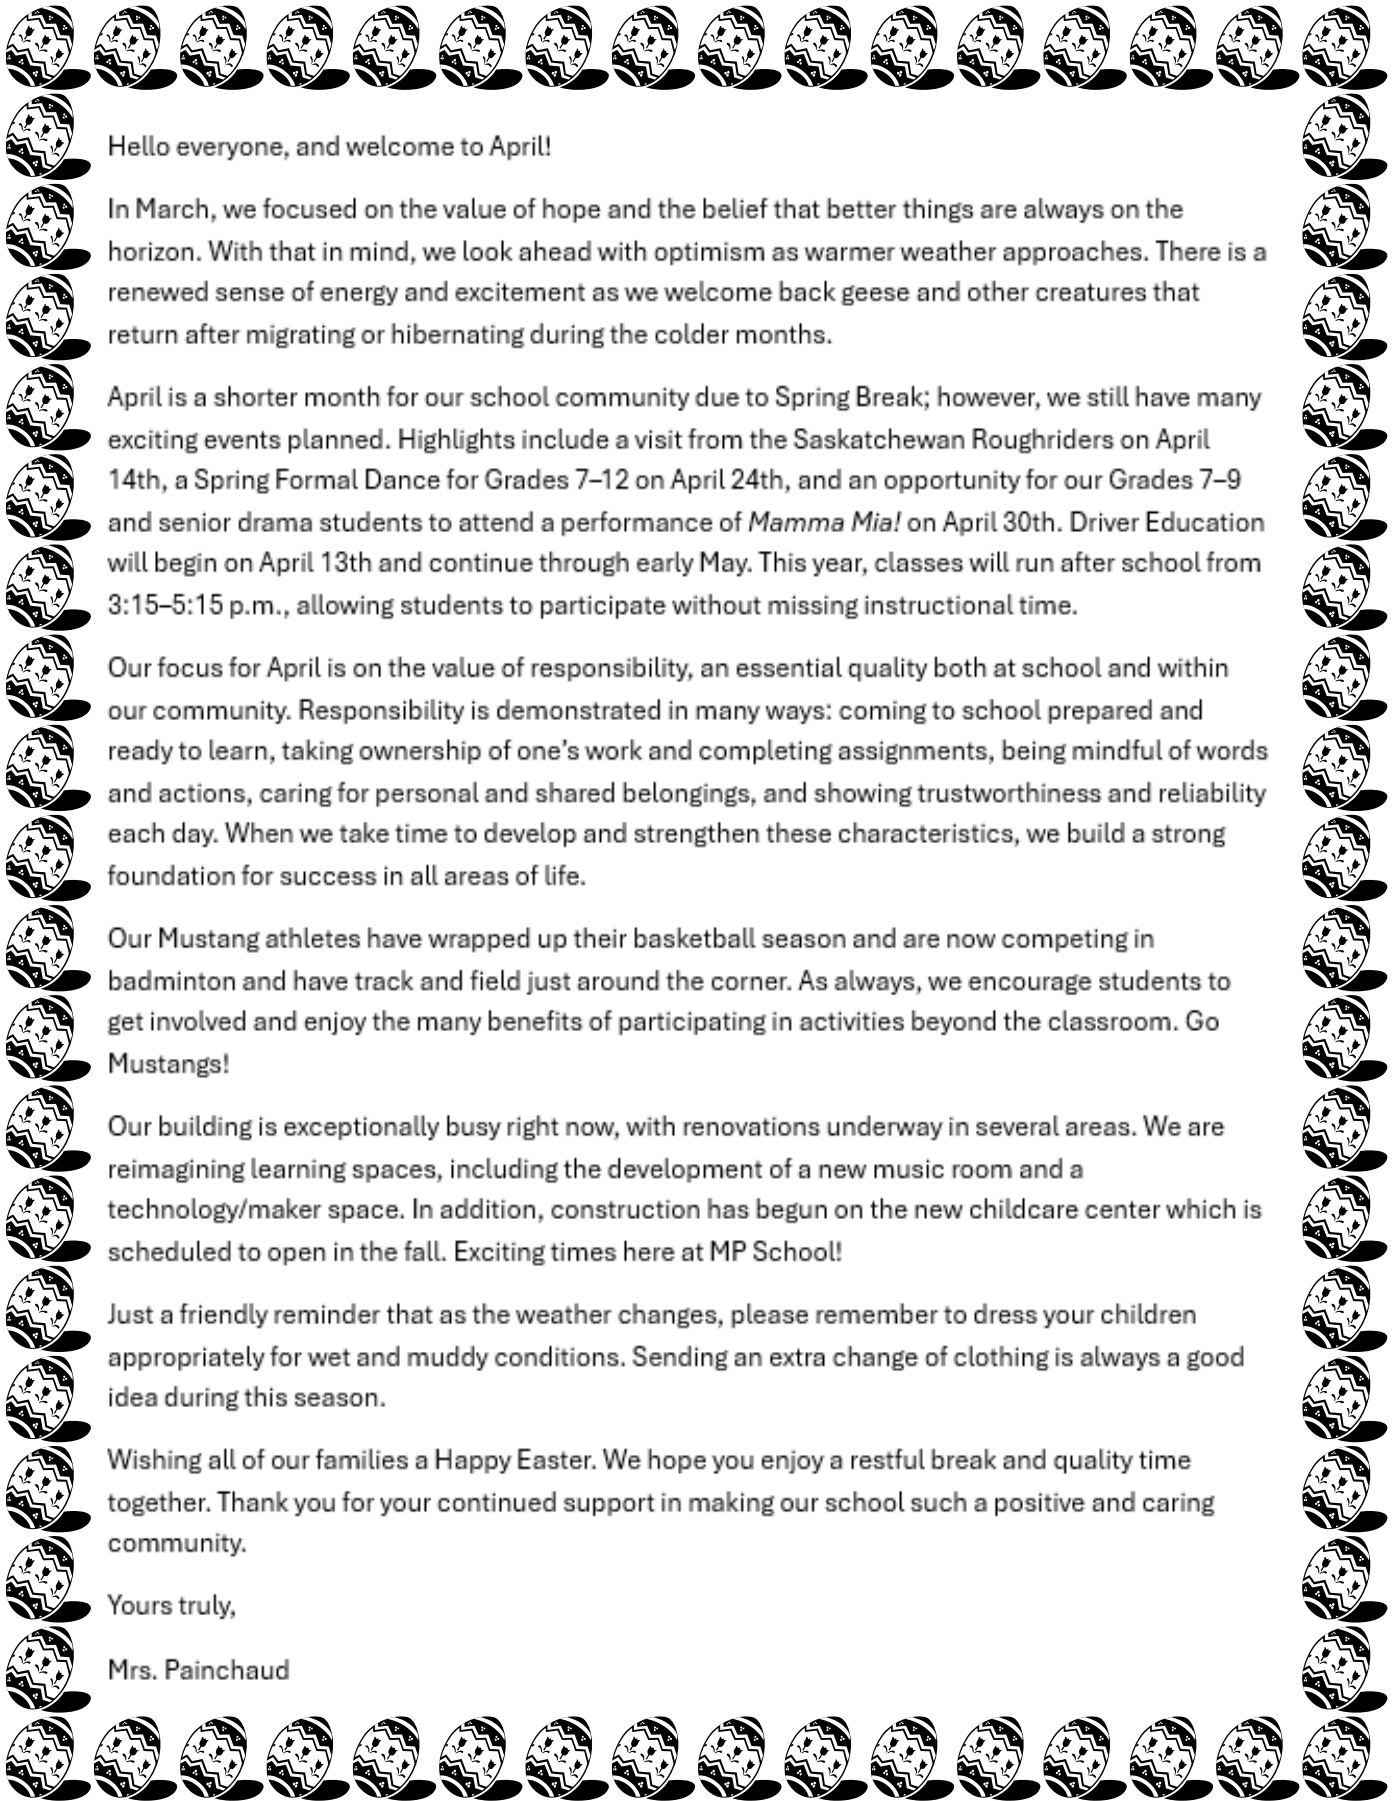 Hello everyone, and welcome to April!
In March, we focused on the value of hope and the belief that better things are always on the
horizon. With that in mind, we look ahead with optimism as warmer weather approaches. There is a
renewed sense of energy and excitement as we welcome back geese and other creatures that
return after migrating or hibernating during the colder months.
April is a shorter month for our school community due to Spring Break; however, we still have many
exciting events planned. Highlights include a visit from the Saskatchewan Roughriders on April
14th, a Spring Formal Dance for Grades 7–12 on April 24th, and an opportunity for our Grades 7–9
and senior drama students to attend a performance of Mamma Mia! on April 30th. Driver Education
will begin on April 13th and continue through early May. This year, classes will run after school from
3:15–5:15 p.m., allowing students to participate without missing instructional time.
Our focus for April is on the value of responsibility, an essential quality both at school and within
our community. Responsibility is demonstrated in many ways: coming to school prepared and
ready to learn, taking ownership of one’s work and completing assignments, being mindful of words
and actions, caring for personal and shared belongings, and showing trustworthiness and reliability
each day. When we take time to develop and strengthen these characteristics, we build a strong
foundation for success in all areas of life.
Our Mustang athletes have wrapped up their basketball season and are now competing in
badminton and have track and field just around the corner. As always, we encourage students to
get involved and enjoy the many benefits of participating in activities beyond the classroom. Go
Mustangs!
Our building is exceptionally busy right now, with renovations underway in several areas. We are
reimagining learning spaces, including the development of a new music room and a
technology/maker space. In addition, construction has begun on the new childcare center which is
scheduled to open in the fall. Exciting times here at MP School!
Just a friendly reminder that as the weather changes, please remember to dress your children
appropriately for wet and muddy conditions. Sending an extra change of clothing is always a good
idea during this season.
Wishing all of our families a Happy Easter. We hope you enjoy a restful break and quality time
together. Thank you for your continued support in making our school such a positive and caring
community.
Yours truly,
Mrs. Painchaud